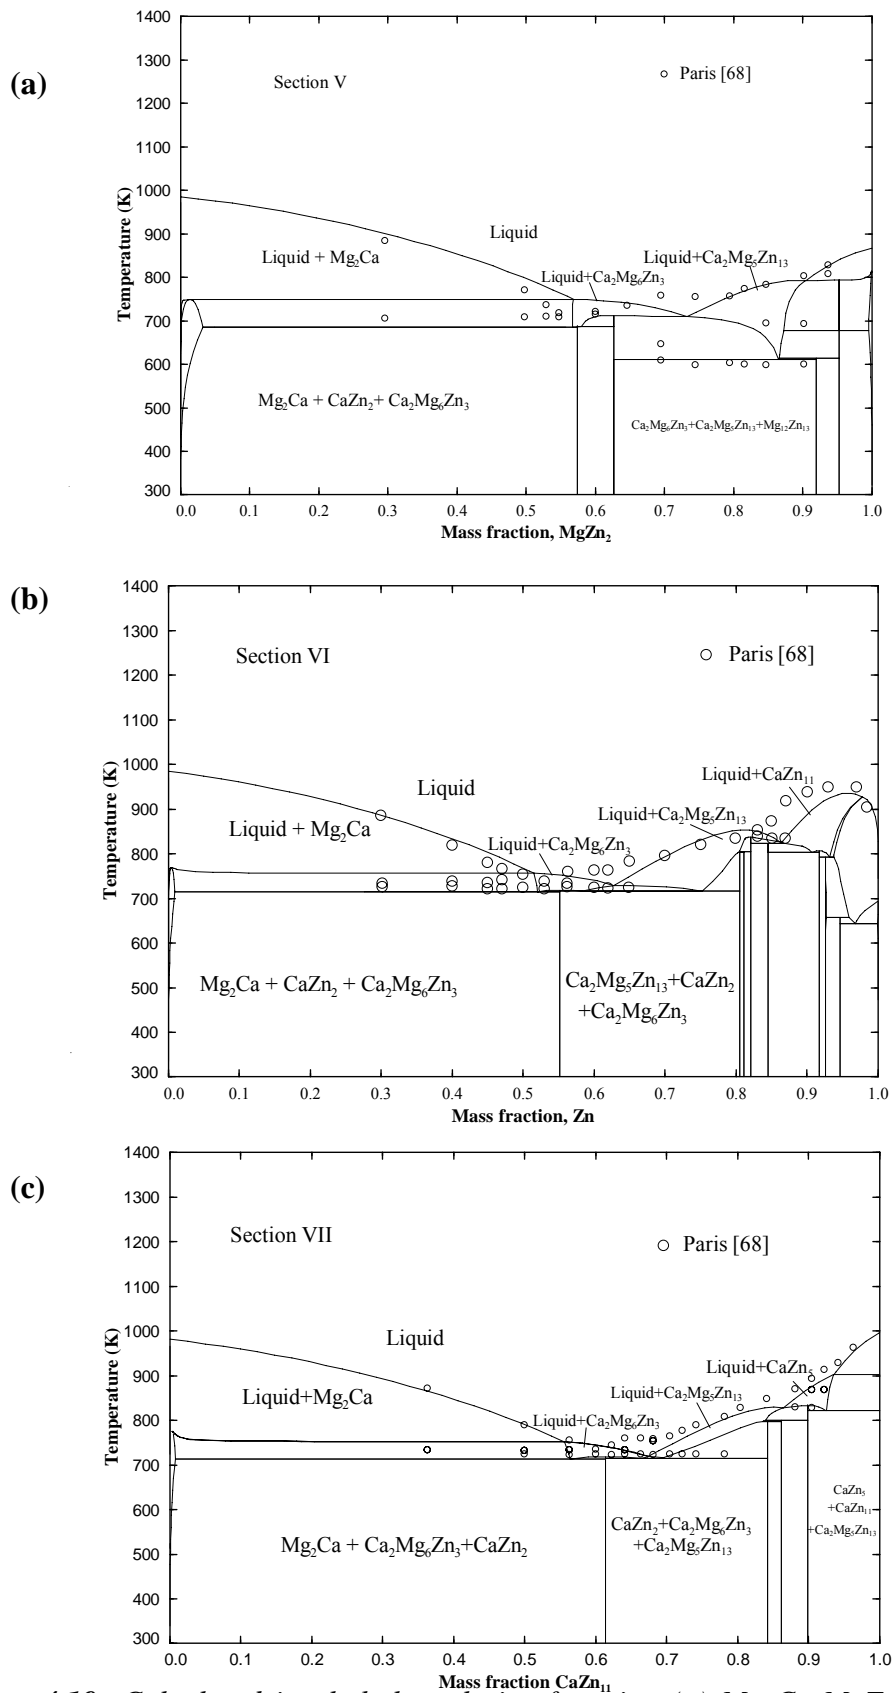 (a)
1400
1300
1200
1100
1000
900
800
700
600
500
400
300
Temperature (K)
Section V
Paris [68]
Liquid
Liquid + Mg₂Ca
Liquid+Ca₂Mg₅Zn₁₃
Liquid+Ca₂Mg₆Zn₃
Mg₂Ca + CaZn₂+ Ca₂Mg₆Zn₃
Ca₂Mg₆Zn₃+Ca₂Mg₅Zn₁₃+Mg₁₂Zn₁₃
0.0 0.1 0.2 0.3 0.4 0.5 0.6 0.7 0.8 0.9 1.0
Mass fraction, MgZn₂
(b)
1400
1300
1200
1100
1000
900
800
700
600
500
400
300
Temperature (K)
Section VI
Paris [68]
Liquid+CaZn₁₁
Liquid
Liquid+Ca₂Mg₅Zn₁₃
Liquid + Mg₂Ca
Liquid+Ca₂Mg₆Zn₃
Mg₂Ca + CaZn₂ + Ca₂Mg₆Zn₃
Ca₂Mg₅Zn₁₃+CaZn₂
+Ca₂Mg₆Zn₃
0.0 0.1 0.2 0.3 0.4 0.5 0.6 0.7 0.8 0.9 1.0
Mass fraction, Zn
(c)
1400
1300
1200
1100
1000
900
800
700
600
500
400
300
Temperature (K)
Section VII
Paris [68]
Liquid
Liquid+CaZn₅
Liquid+Mg₂Ca
Liquid+Ca₂Mg₅Zn₁₃
Liquid+Ca₂Mg₆Zn₃
Mg₂Ca + Ca₂Mg₆Zn₃+CaZn₂
CaZn₂+Ca₂Mg₆Zn₃
+Ca₂Mg₅Zn₁₃
CaZn₅
+CaZn₁₁
+Ca₂Mg₅Zn₁₃
0.0 0.1 0.2 0.3 0.4 0.5 0.6 0.7 0.8 0.9 1.0
Mass fraction CaZn₁₁